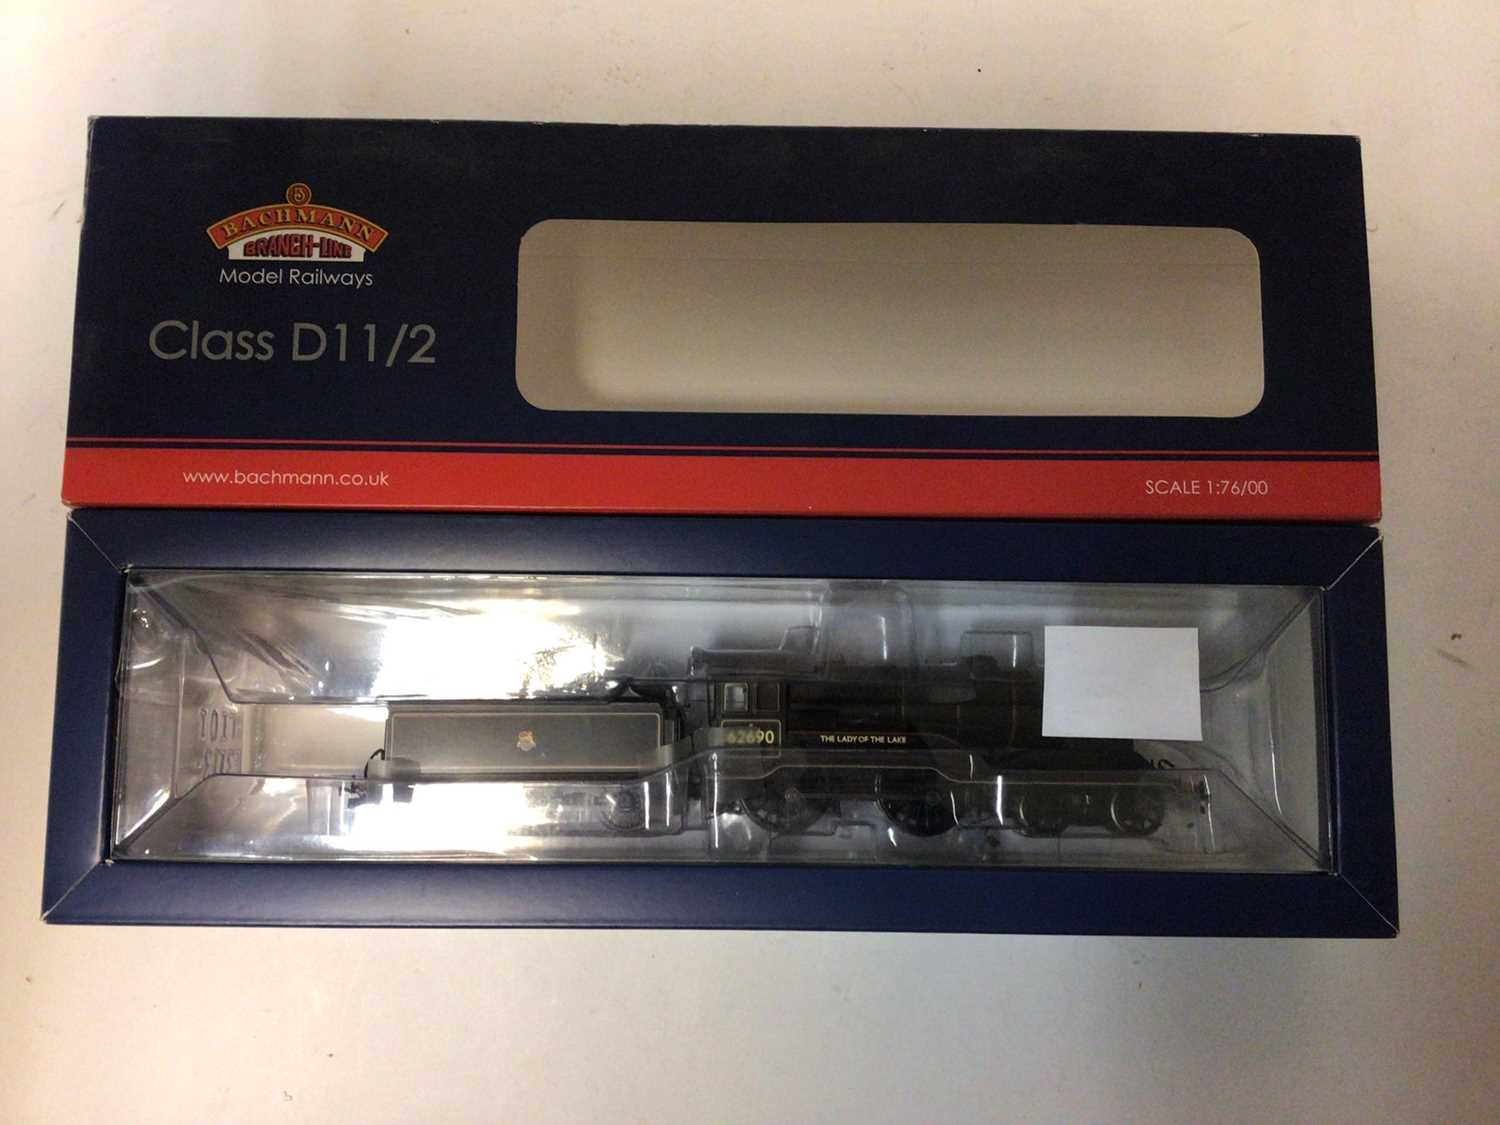 BACHMANN
BRANCH-LINE
Model Railways
Class D11/2
www.bachmann.co.uk
SCALE 1:76/00
62690
THE LADY OF THE LAKE